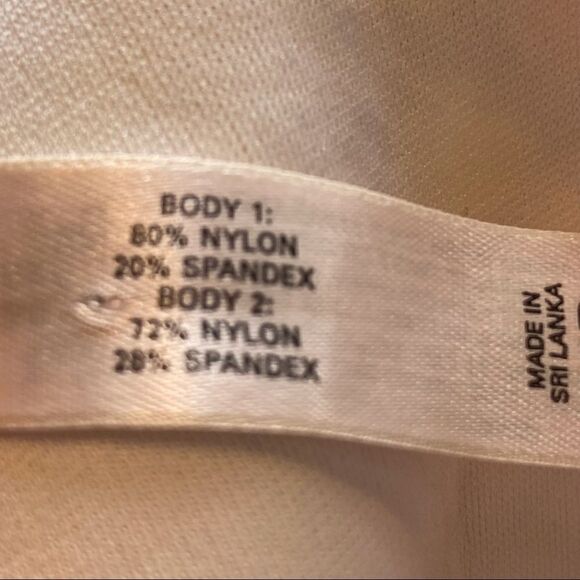 BODY 1:
80% NYLON
20% SPANDEX
BODY 2:
72% NYLON
28% SPANDEX
MADE IN
SRI LANKA